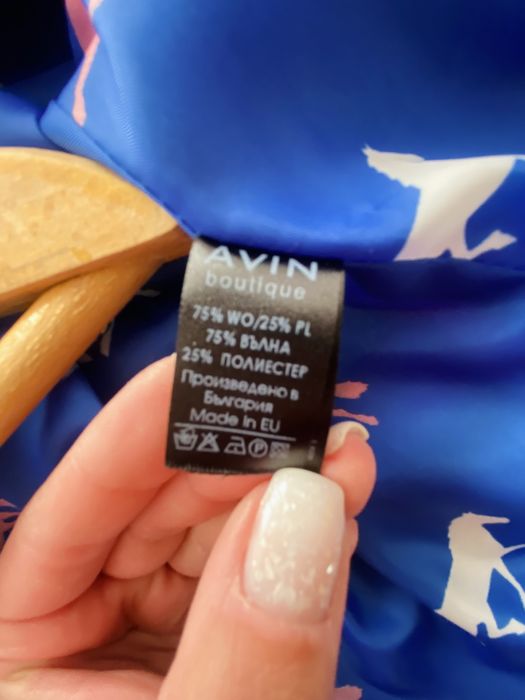 AVIN
boutique
75% WO/25% PL
75% ВЪЛНА
25% ПОЛИЕСТЕР
Произведено в
България
Made in EU